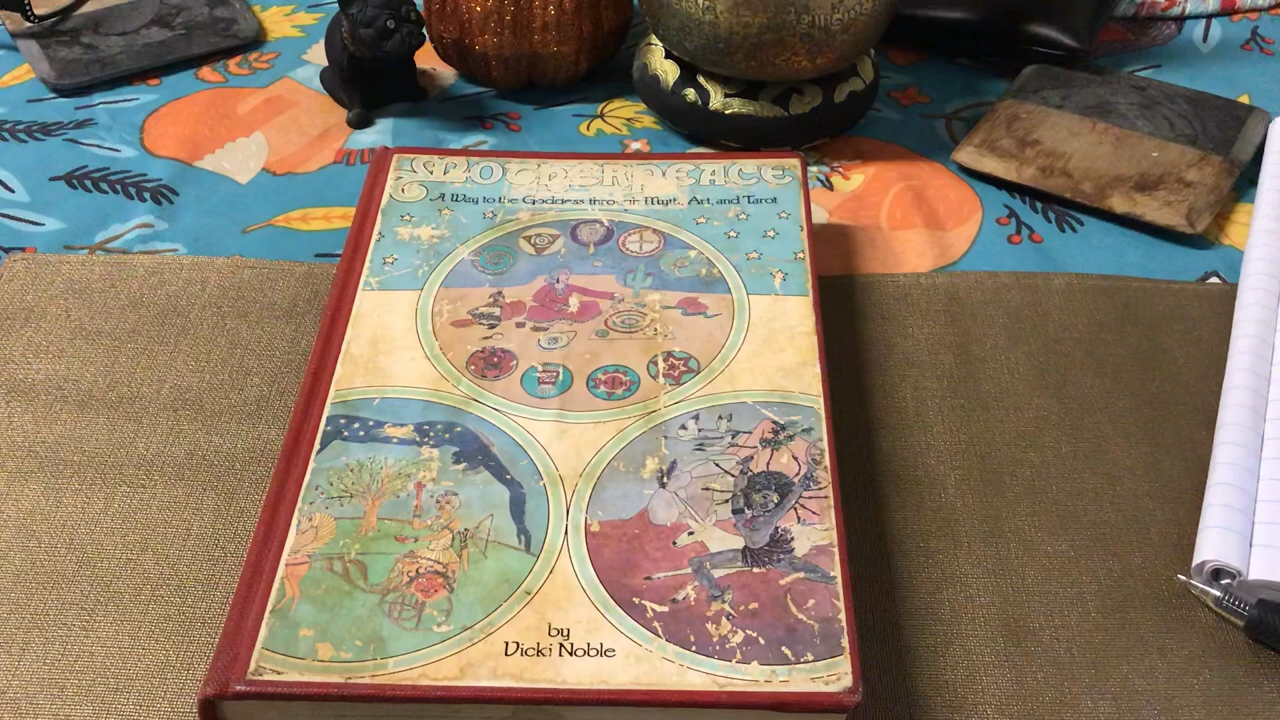 MOTHERPEACE
A Way to the Goddess through Myth, Art, and Tarot
by
Vicki Noble